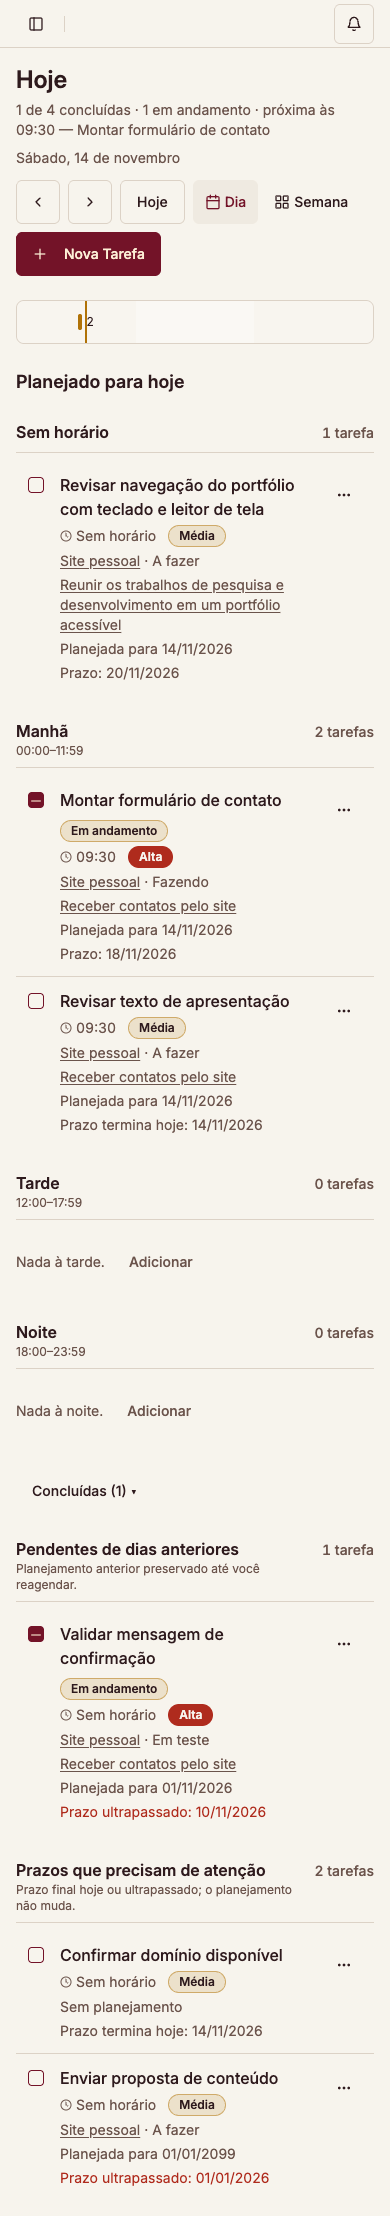 Hoje
1 de 4 concluídas · 1 em andamento · próxima às
09:30 — Montar formulário de contato
Sábado, 14 de novembro
Hoje
Dia
Semana
Nova Tarefa
2
Planejado para hoje
Sem horário
1 tarefa
Revisar navegação do portfólio
com teclado e leitor de tela
Sem horário
Média
Site pessoal · A fazer
Reunir os trabalhos de pesquisa e
desenvolvimento em um portfólio
acessível
Planejada para 14/11/2026
Prazo: 20/11/2026
Manhã
2 tarefas
00:00–11:59
Montar formulário de contato
Em andamento
09:30
Alta
Site pessoal · Fazendo
Receber contatos pelo site
Planejada para 14/11/2026
Prazo: 18/11/2026
Revisar texto de apresentação
09:30
Média
Site pessoal · A fazer
Receber contatos pelo site
Planejada para 14/11/2026
Prazo termina hoje: 14/11/2026
Tarde
0 tarefas
12:00–17:59
Nada à tarde.
Adicionar
Noite
0 tarefas
18:00–23:59
Nada à noite.
Adicionar
Concluídas (1)
Pendentes de dias anteriores
1 tarefa
Planejamento anterior preservado até você
reagendar.
Validar mensagem de
confirmação
Em andamento
Sem horário
Alta
Site pessoal · Em teste
Receber contatos pelo site
Planejada para 01/11/2026
Prazo ultrapassado: 10/11/2026
Prazos que precisam de atenção
2 tarefas
Prazo final hoje ou ultrapassado; o planejamento
não muda.
Confirmar domínio disponível
Sem horário
Média
Sem planejamento
Prazo termina hoje: 14/11/2026
Enviar proposta de conteúdo
Sem horário
Média
Site pessoal · A fazer
Planejada para 01/01/2099
Prazo ultrapassado: 01/01/2026